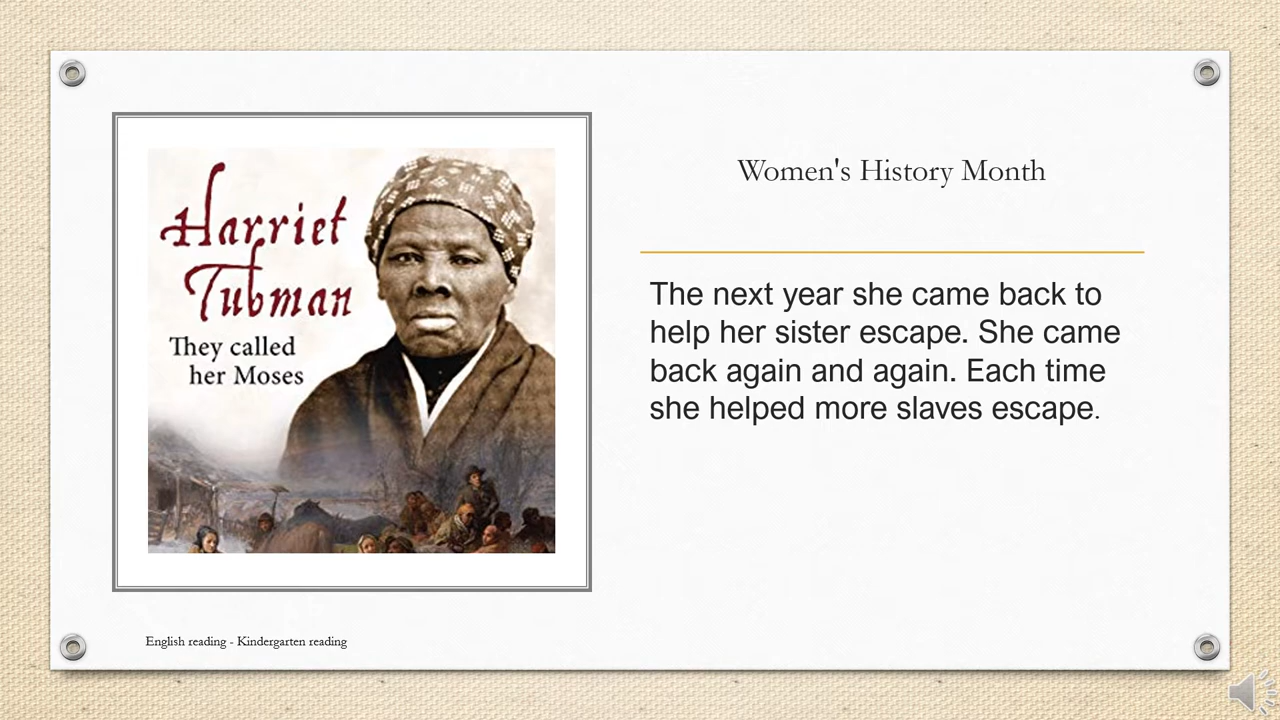 Harriet
Tubman
They called
her Moses
Women's History Month
The next year she came back to
help her sister escape. She came
back again and again. Each time
she helped more slaves escape.
English reading - Kindergarten reading